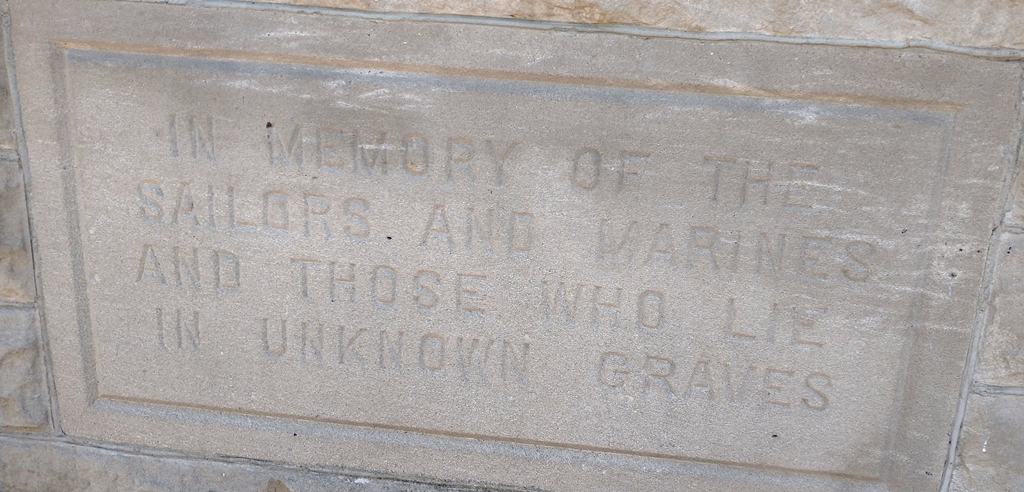 IN MEMORY OF THE
SAILORS AND MARINES
AND THOSE WHO LIE
IN UNKNOWN GRAVES